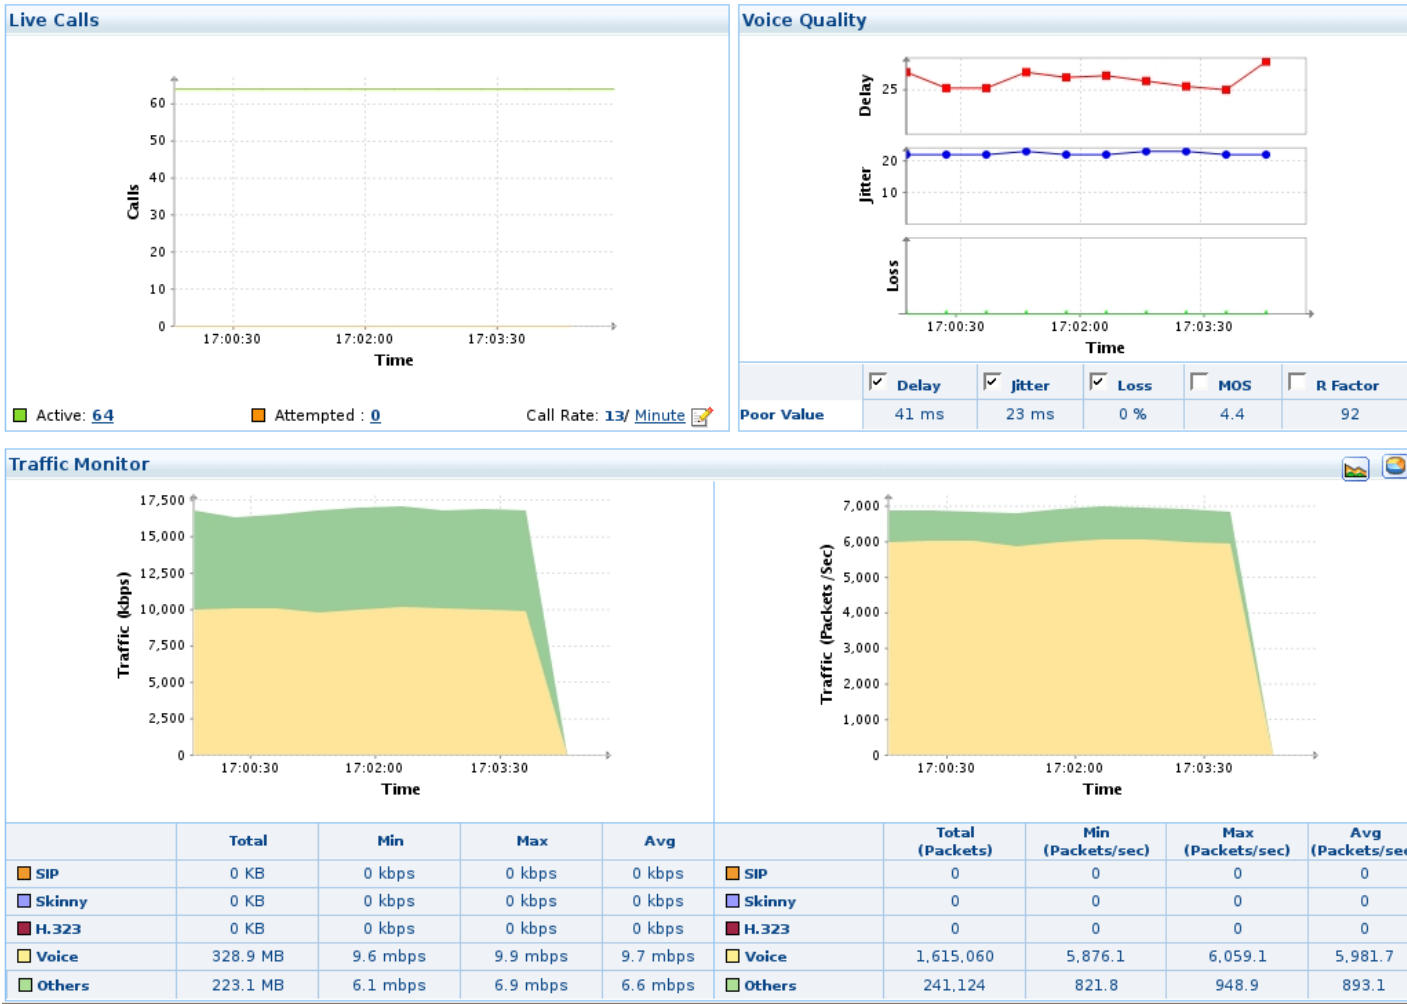 Live Calls
60
50
40
30
20
10
0
Calls
17:00:30 17:02:00 17:03:30
Time
Active: 64 Attempted : 0 Call Rate: 13/ Minute
Voice Quality
Delay
25
Jitter
20
10
Loss
17:00:30 17:02:00 17:03:30
Time
Delay Jitter Loss MOS R Factor
Poor Value 41 ms 23 ms 0 % 4.4 92
Traffic Monitor
17,500
15,000
12,500
10,000
7,500
5,000
2,500
0
Traffic (kbps)
17:00:30 17:02:00 17:03:30
Time
7,000
6,000
5,000
4,000
3,000
2,000
1,000
0
Traffic (Packets /Sec)
17:00:30 17:02:00 17:03:30
Time
Total Min Max Avg
SIP 0 KB 0 kbps 0 kbps 0 kbps
Skinny 0 KB 0 kbps 0 kbps 0 kbps
H.323 0 KB 0 kbps 0 kbps 0 kbps
Voice 328.9 MB 9.6 mbps 9.9 mbps 9.7 mbps
Others 223.1 MB 6.1 mbps 6.9 mbps 6.6 mbps
Total Min Max Avg
(Packets) (Packets/sec) (Packets/sec) (Packets/sec
SIP 0 0 0 0
Skinny 0 0 0 0
H.323 0 0 0 0
Voice 1,615,060 5,876.1 6,059.1 5,981.7
Others 241,124 821.8 948.9 893.1